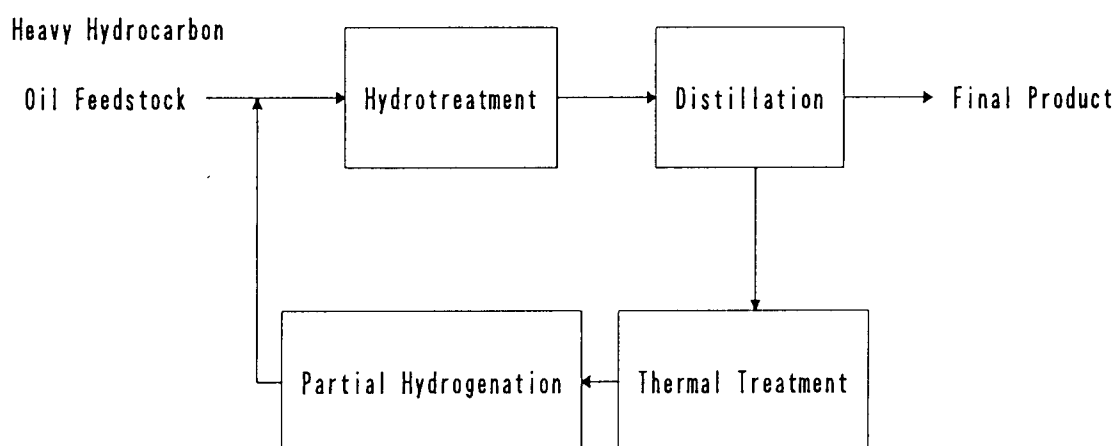 Heavy Hydrocarbon
Oil Feedstock
Hydrotreatment
Distillation
Final Product
Partial Hydrogenation
Thermal Treatment